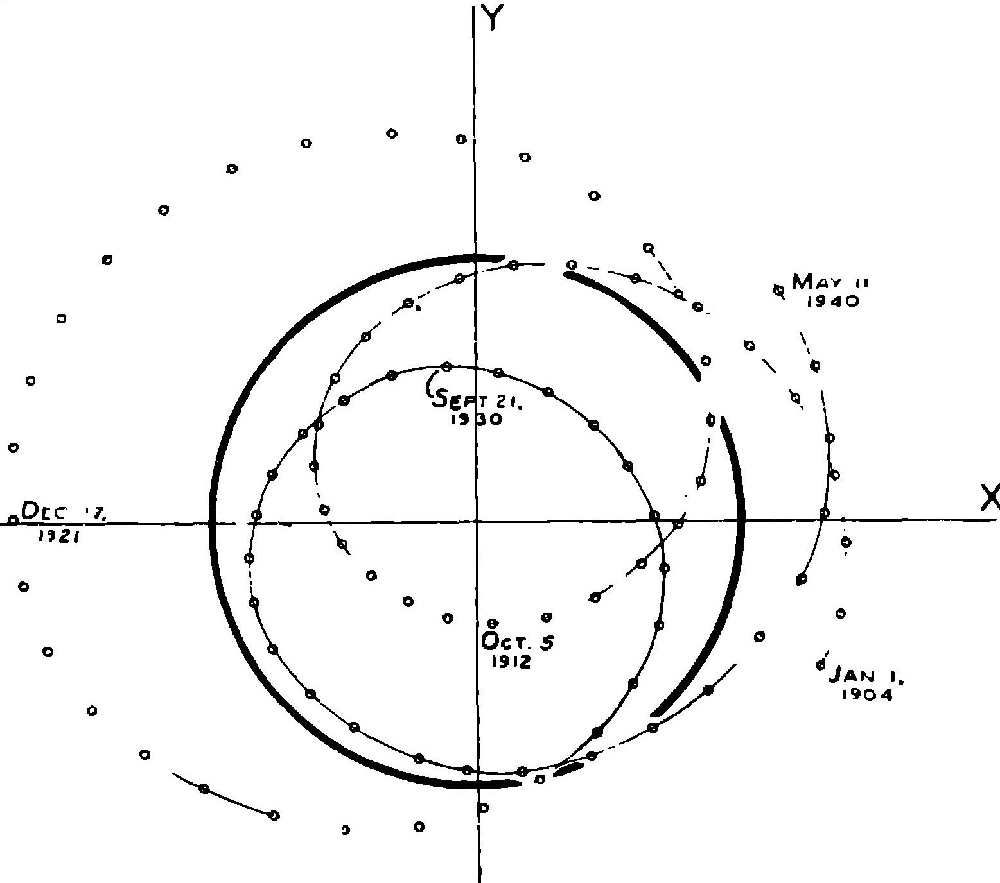 Y
MAY 11
1940
SEPT 21.
1930
X
DEC 17.
1921
OCT. 5
1912
JAN 1.
1904